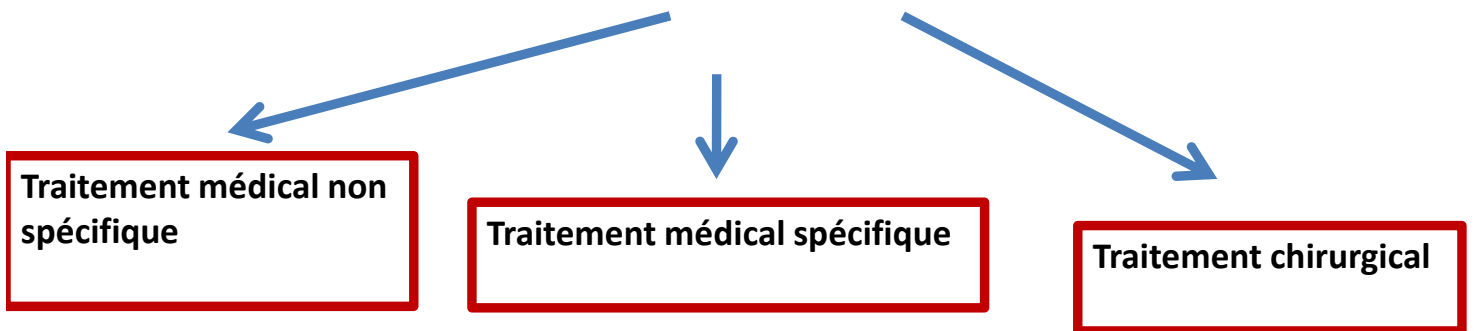 Traitement médical non
spécifique
Traitement médical spécifique
Traitement chirurgical